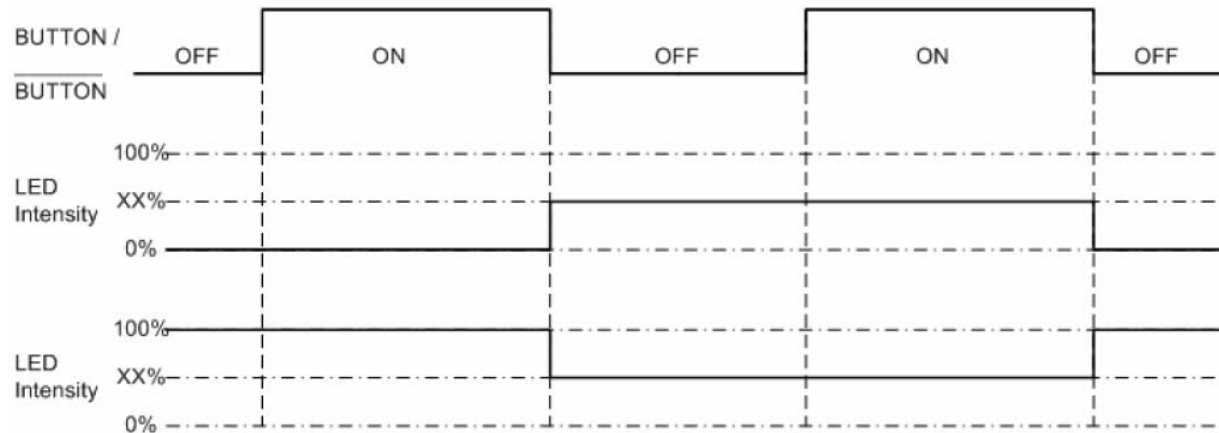 BUTTON /
BUTTON
OFF ON OFF ON OFF
100%
LED
Intensity
XX%
0%
100%
LED
Intensity
XX%
0%